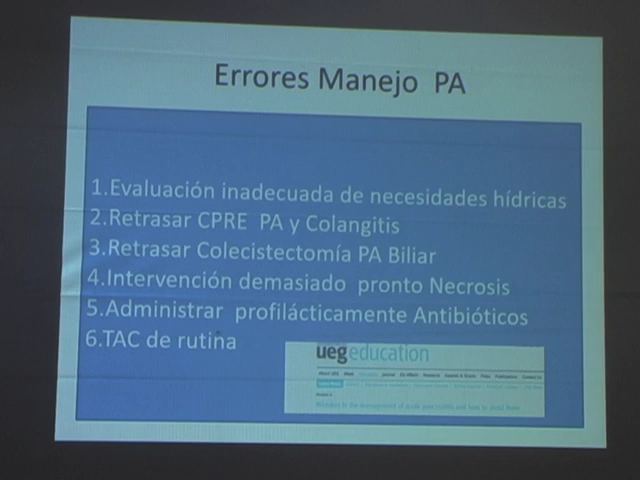 Errores Manejo PA
1.Evaluación inadecuada de necesidades hídricas
2.Retrasar CPRE PA y Colangitis
3.Retrasar Colecistectomía PA Biliar
4.Intervención demasiado pronto Necrosis
5.Administrar profilácticamente Antibióticos
6.TAC de rutina
uegeducation